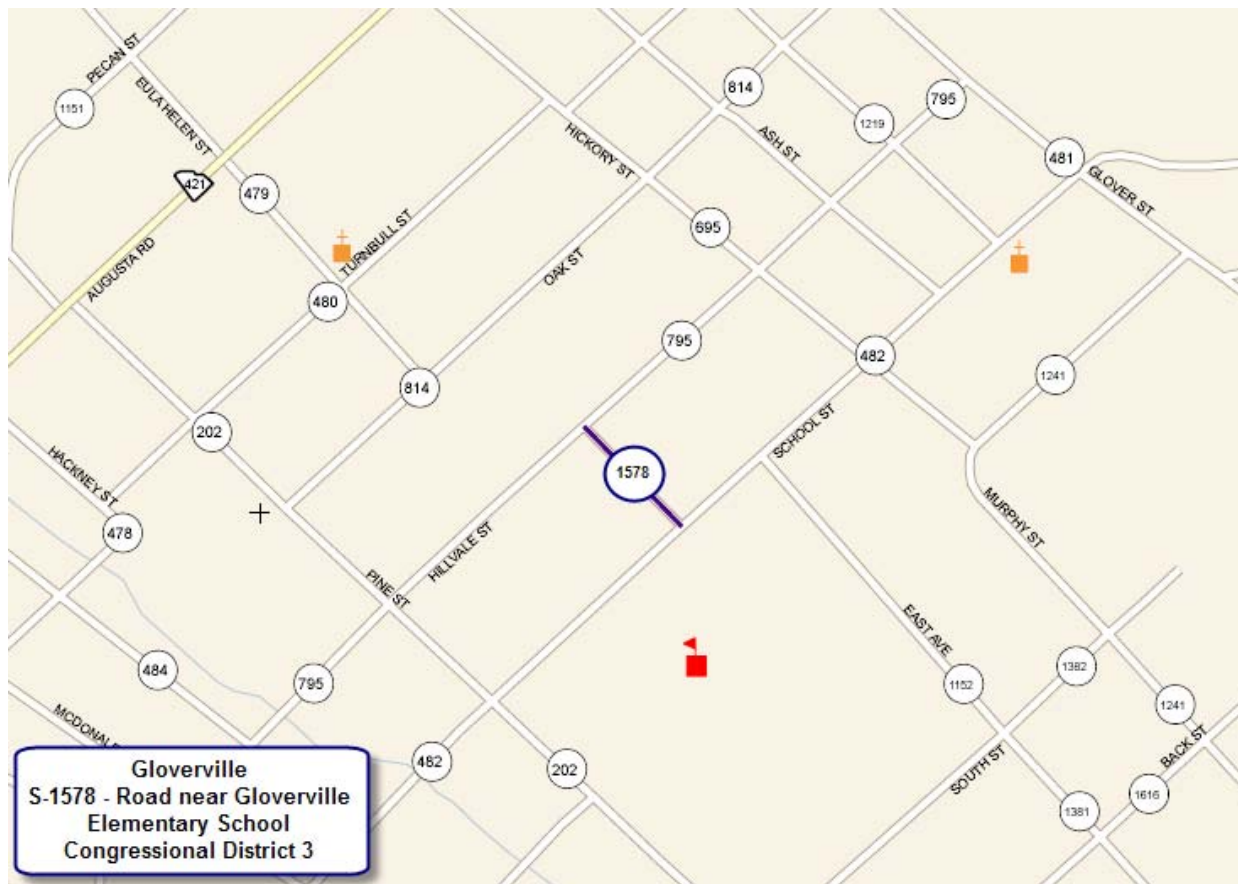 PECAN ST
1151
EULA HELEN ST
421
479
AUGUSTA RD
TURNBULL ST
480
HICKORY ST
814
ASH ST
1219
795
481
GLOVER ST
695
OAK ST
795
482
1241
814
202
SCHOOL ST
1578
HACKNEY ST
478
HILLVALE ST
PINE ST
MURPHY ST
EAST AVE
484
795
1152
1382
1241
MCDONAL
482
202
SOUTH ST
BACK ST
1616
1381
Gloverville
S-1578 - Road near Gloverville
Elementary School
Congressional District 3